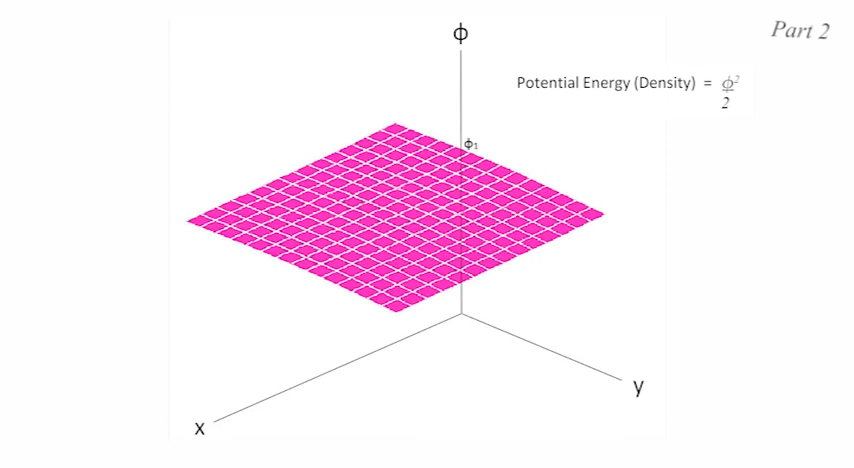 Part 2
ϕ
Potential Energy (Density) = ϕ²
2
ϕ₁
y
x